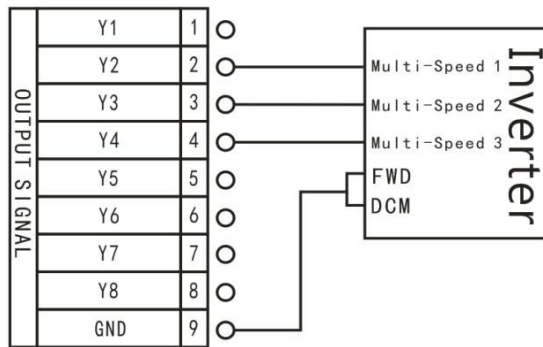 OUTPUT SIGNAL
Y1 1
Y2 2
Y3 3
Y4 4
Y5 5
Y6 6
Y7 7
Y8 8
GND 9
Multi-Speed 1
Multi-Speed 2
Multi-Speed 3
FWD
DCM
Inverter